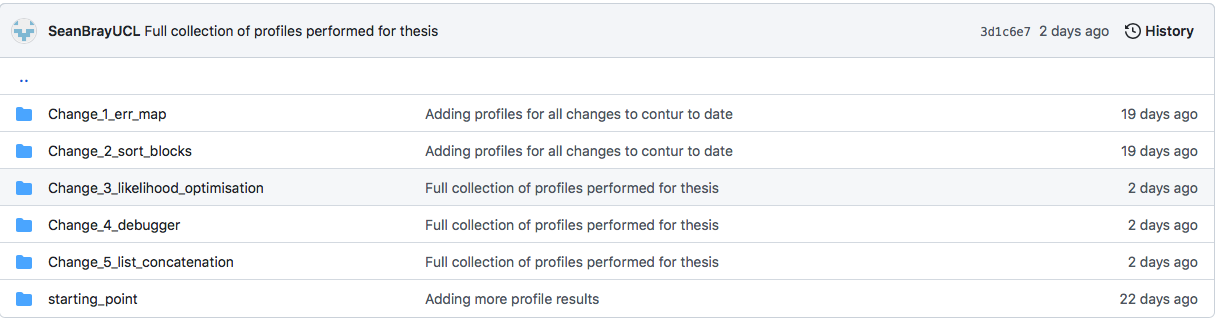 SeanBrayUCL Full collection of profiles performed for thesis 3d1c6e7 2 days ago History
..
Change_1_err_map Adding profiles for all changes to contur to date 19 days ago
Change_2_sort_blocks Adding profiles for all changes to contur to date 19 days ago
Change_3_likelihood_optimisation Full collection of profiles performed for thesis 2 days ago
Change_4_debugger Full collection of profiles performed for thesis 2 days ago
Change_5_list_concatenation Full collection of profiles performed for thesis 2 days ago
starting_point Adding more profile results 22 days ago